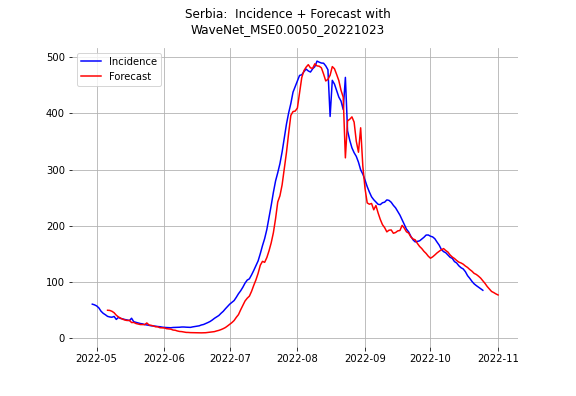 Serbia:  Incidence + Forecast with
WaveNet_MSE0.0050_20221023
Incidence
Forecast
500
400
300
200
100
0
2022-05 2022-06 2022-07 2022-08 2022-09 2022-10 2022-11